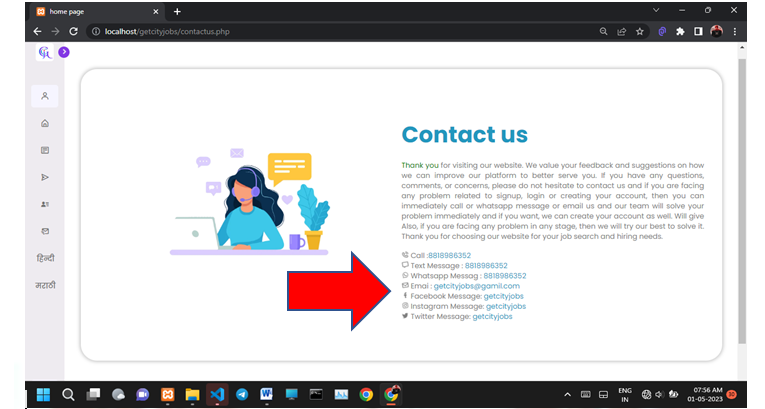 home page
localhost/getcityjobs/contactus.php
Contact us
Thank you for visiting our website. We value your feedback and suggestions on how
we can improve our platform to better serve you. If you have any questions,
comments, or concerns, please do not hesitate to contact us and if you are facing
any problem related to signup, login or creating your account, then you can
immediately call or whatsapp message or email us and our team will solve your
problem immediately and if you want, we can create your account as well. Will give
Also, if you are facing any problem in any stage, then we will try our best to solve it.
Thank you for choosing our website for your job search and hiring needs.
Call :8818986352
Text Message : 8818986352
Whatsapp Messag : 8818986352
Emai : getcityjobs@gamil.com
Facebook Message: getcityjobs
Instagram Message: getcityjobs
Twitter Message: getcityjobs
हिन्दी
मराठी
ENG
IN
07:56 AM
01-05-2023